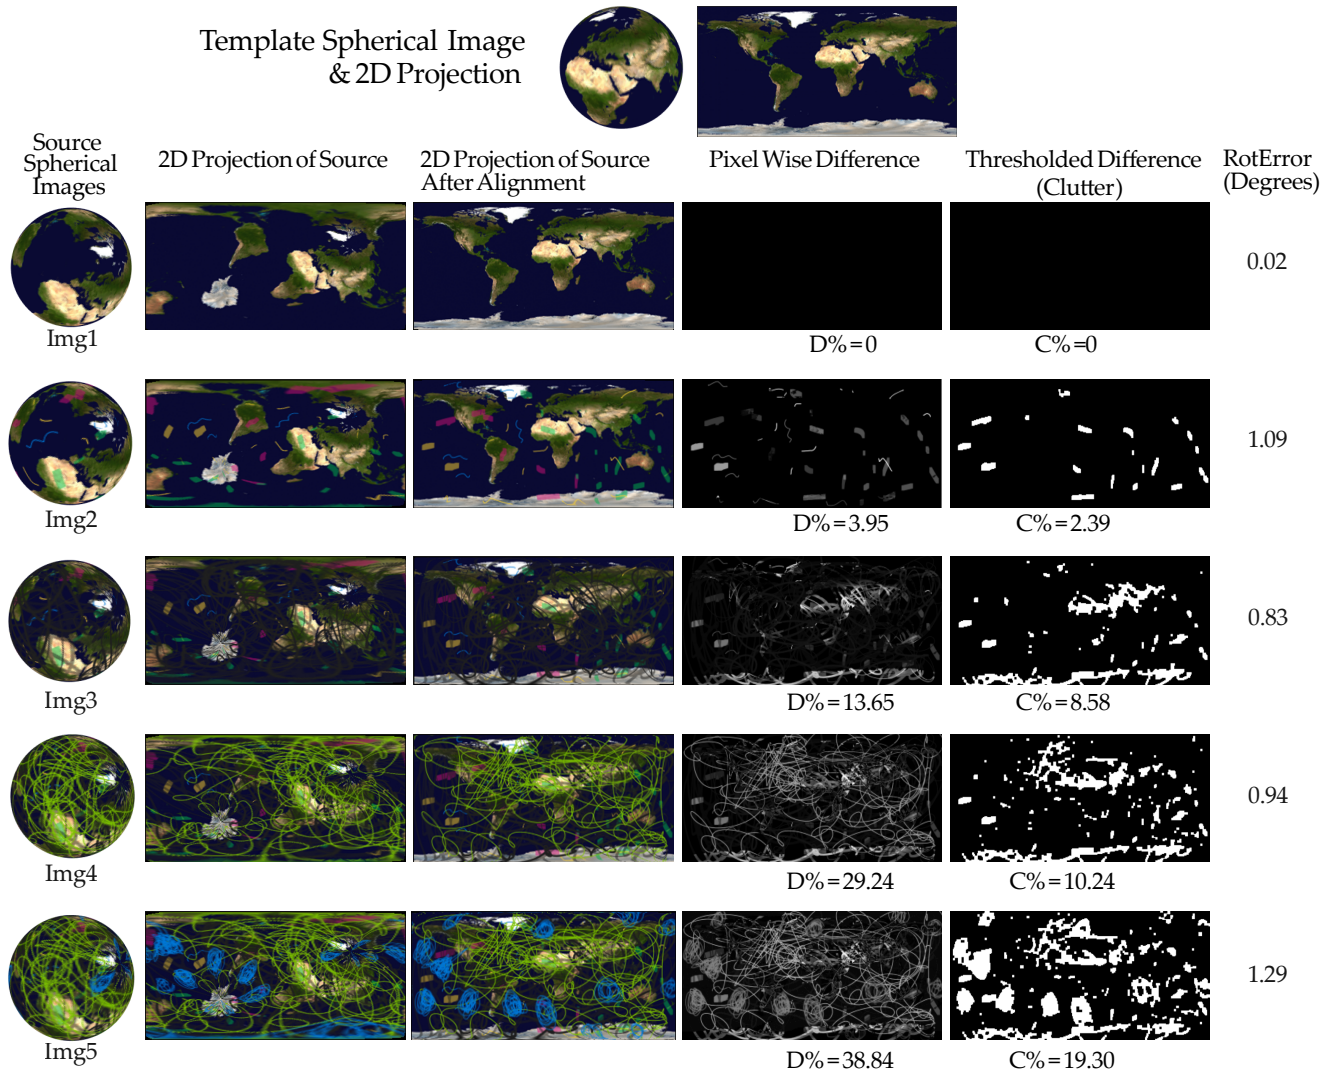 Template Spherical Image
& 2D Projection
Source
Spherical
Images
2D Projection of Source
2D Projection of Source
After Alignment
Pixel Wise Difference
Thresholded Difference
(Clutter)
RotError
(Degrees)
Img1
D%=0
C%=0
0.02
Img2
D%=3.95
C%=2.39
1.09
Img3
D%=13.65
C%=8.58
0.83
Img4
D%=29.24
C%=10.24
0.94
Img5
D%=38.84
C%=19.30
1.29